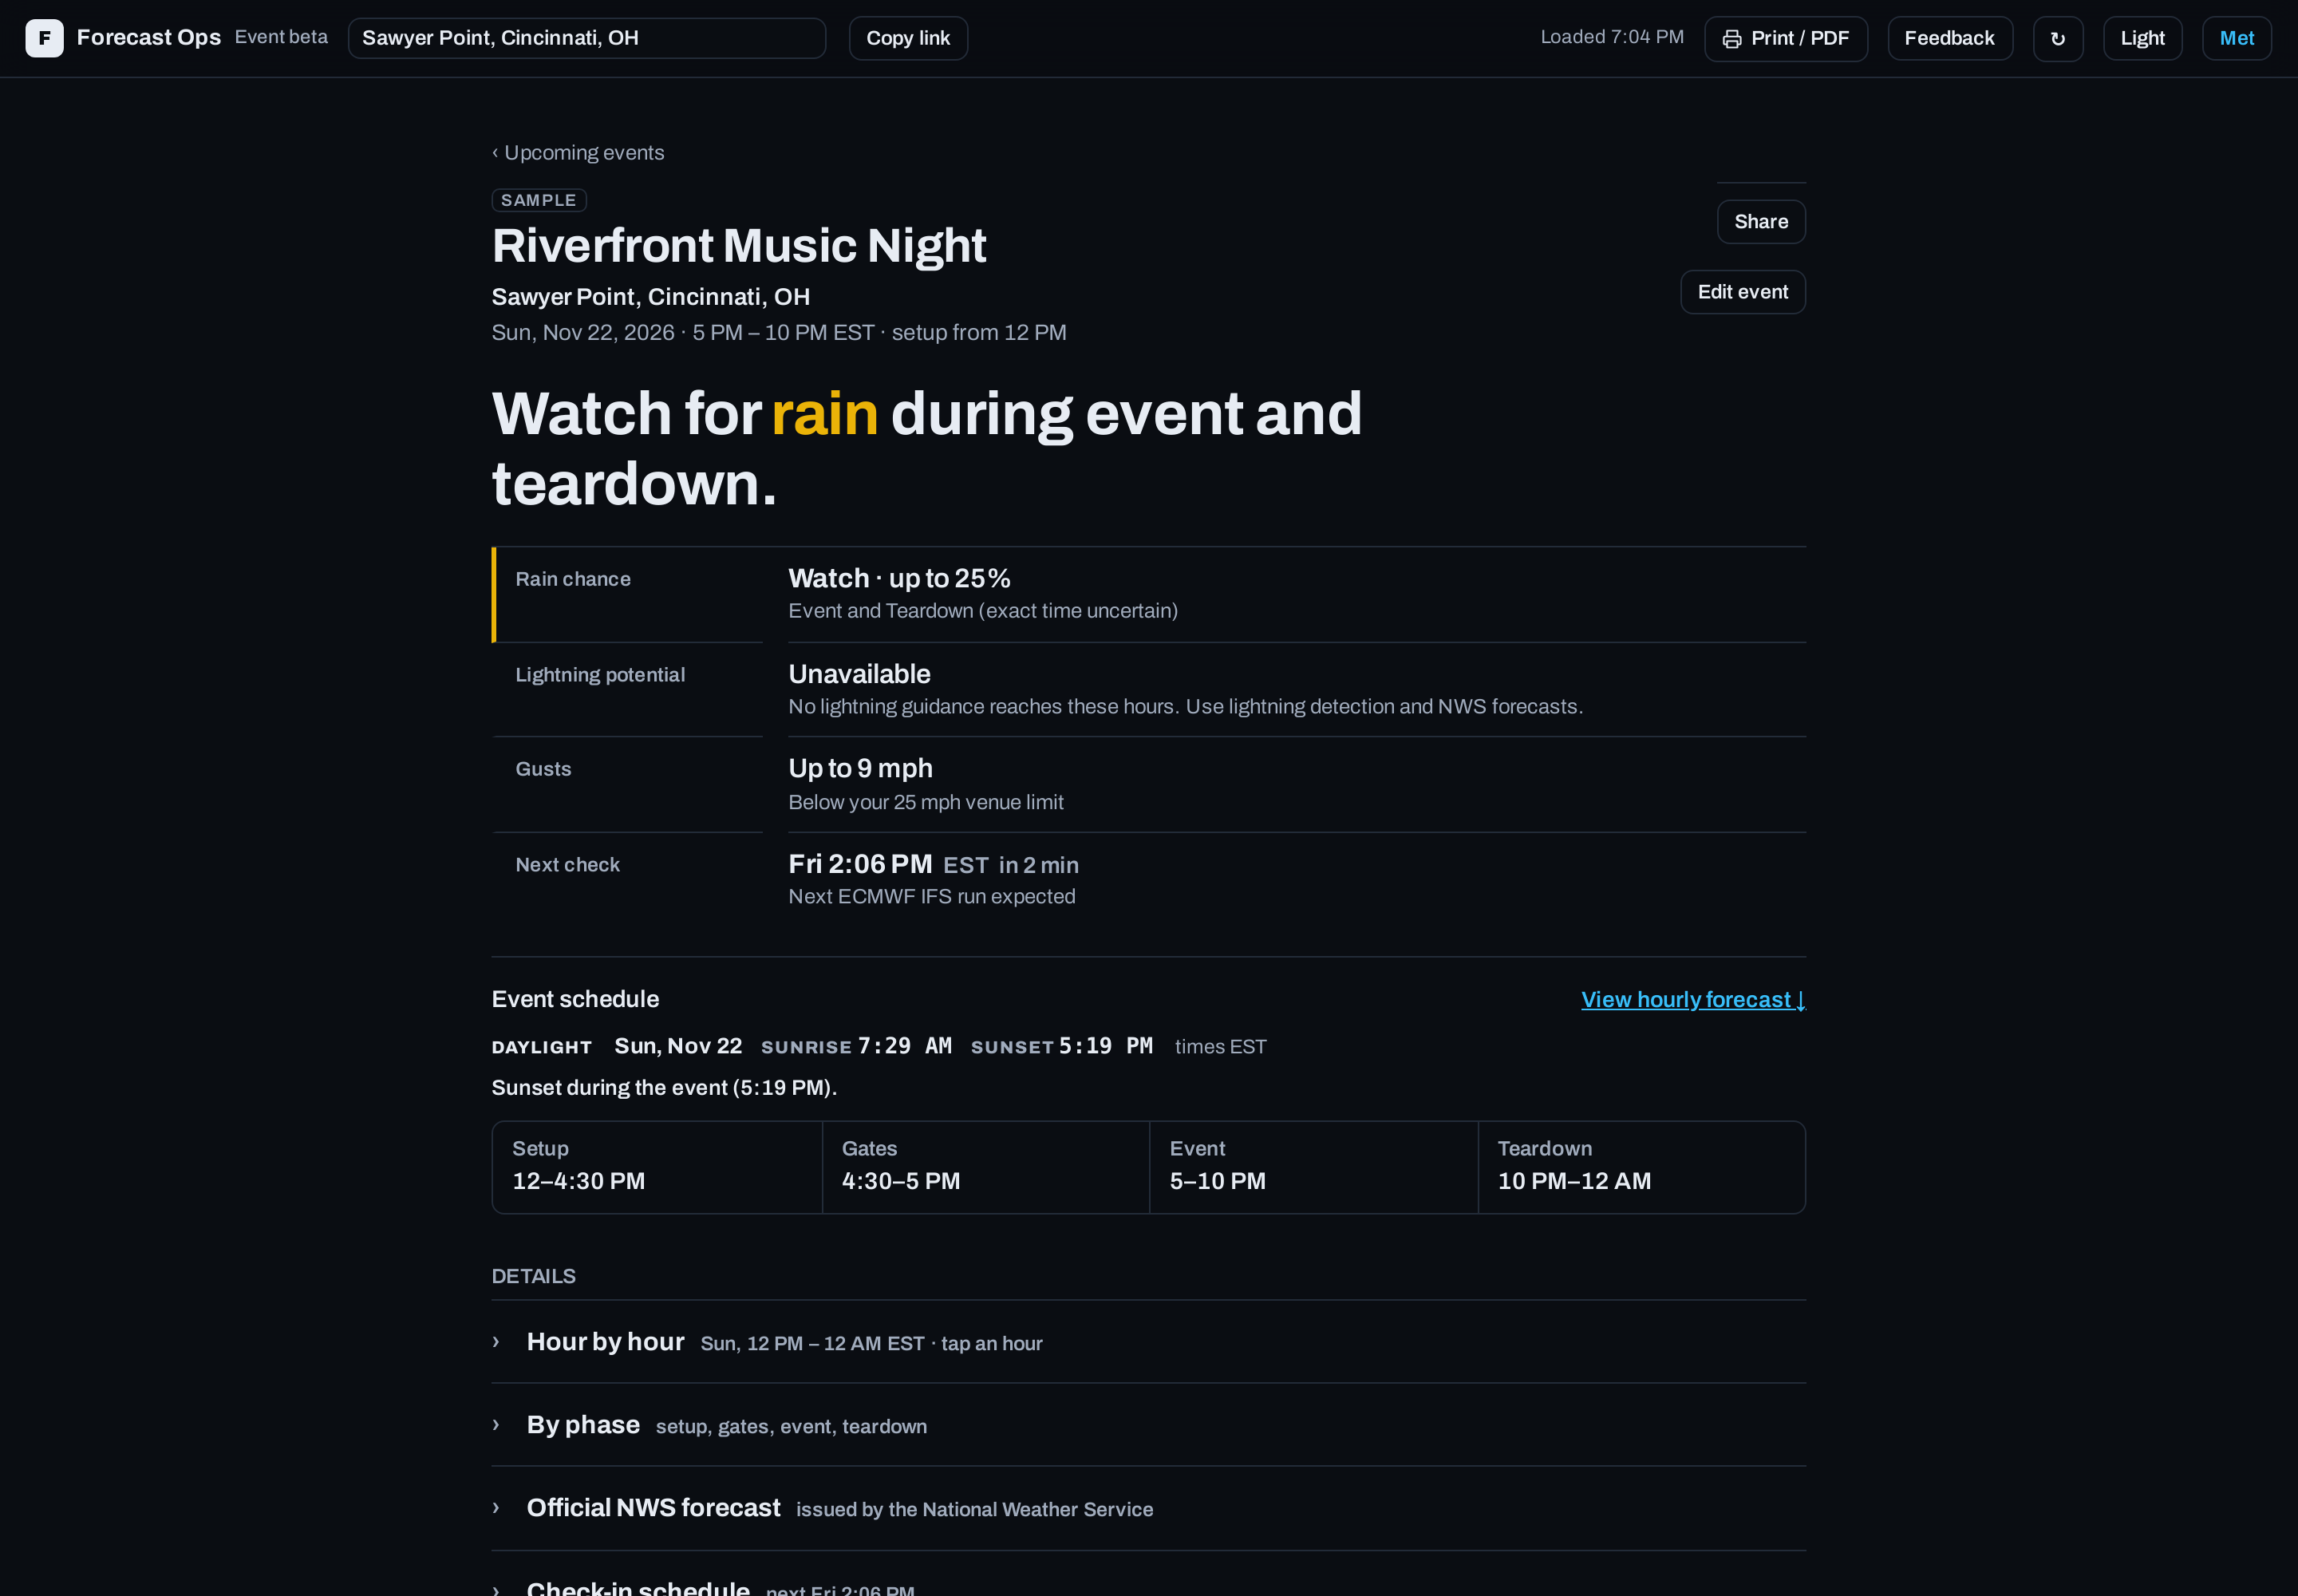 F Forecast Ops Event beta Sawyer Point, Cincinnati, OH Copy link Loaded 7:04 PM Print / PDF Feedback ↻ Light Met
‹ Upcoming events
SAMPLE
Riverfront Music Night
Sawyer Point, Cincinnati, OH
Sun, Nov 22, 2026 · 5 PM – 10 PM EST · setup from 12 PM
Share
Edit event
Watch for rain during event and
teardown.
Rain chance
Watch · up to 25%
Event and Teardown (exact time uncertain)
Lightning potential
Unavailable
No lightning guidance reaches these hours. Use lightning detection and NWS forecasts.
Gusts
Up to 9 mph
Below your 25 mph venue limit
Next check
Fri 2:06 PM EST in 2 min
Next ECMWF IFS run expected
Event schedule
View hourly forecast ↓
DAYLIGHT Sun, Nov 22 SUNRISE 7:29 AM SUNSET 5:19 PM times EST
Sunset during the event (5:19 PM).
Setup
12–4:30 PM
Gates
4:30–5 PM
Event
5–10 PM
Teardown
10 PM–12 AM
DETAILS
› Hour by hour Sun, 12 PM – 12 AM EST · tap an hour
› By phase setup, gates, event, teardown
› Official NWS forecast issued by the National Weather Service
› Check-in schedule next Fri 2:06 PM